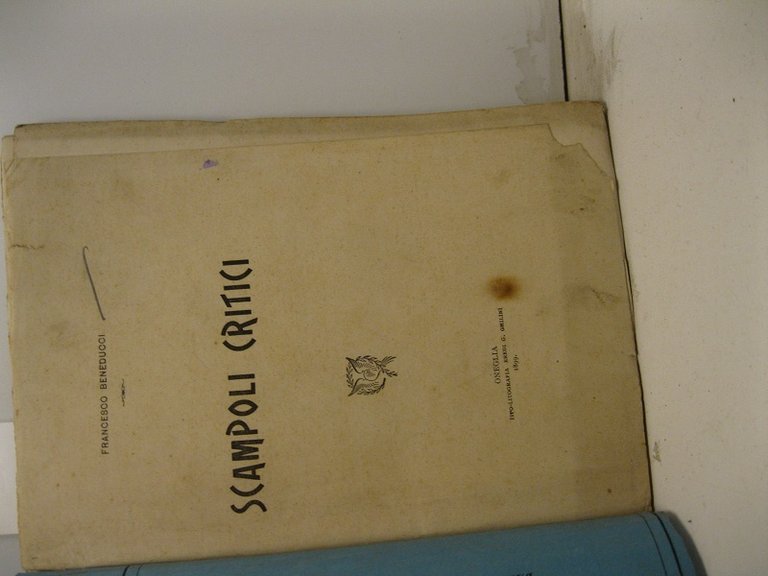 FRANCESCO BENEDUCCI
SCAMPOLI CRITICI
ONEGLIA
TIPO-LITOGRAFIA EREDI G. GHILINI
1899.